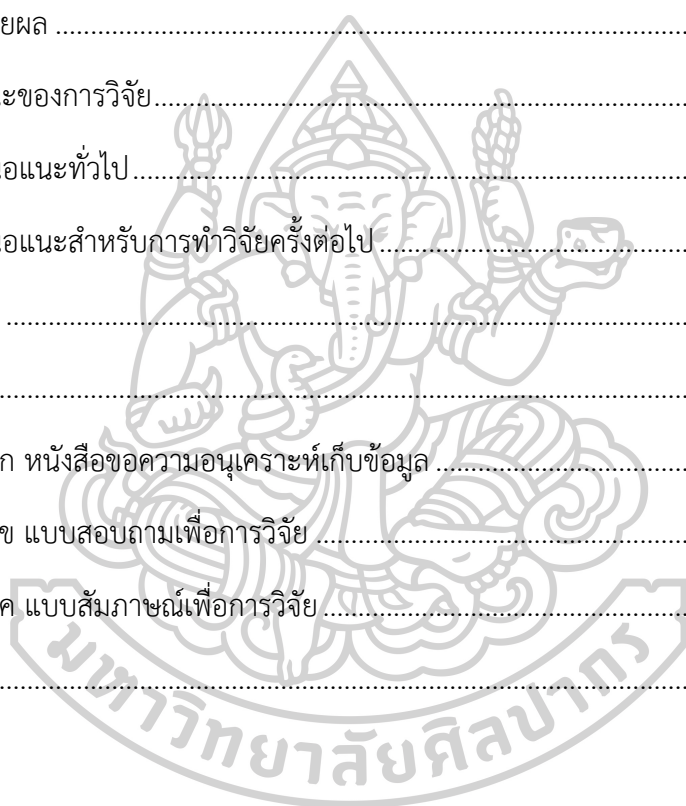 ยผล ................................................................
ะของการวิจัย................................................................
อแนะทั่วไป................................................................
อแนะสำหรับการทำวิจัยครั้งต่อไป................................................................
................................................................
................................................................
ก หนังสือขอความอนุเคราะห์เก็บข้อมูล................................................................
ข แบบสอบถามเพื่อการวิจัย ................................................................
ค แบบสัมภาษณ์เพื่อการวิจัย................................................................
................................................................
มหาวิทยาลัยศิลปากร